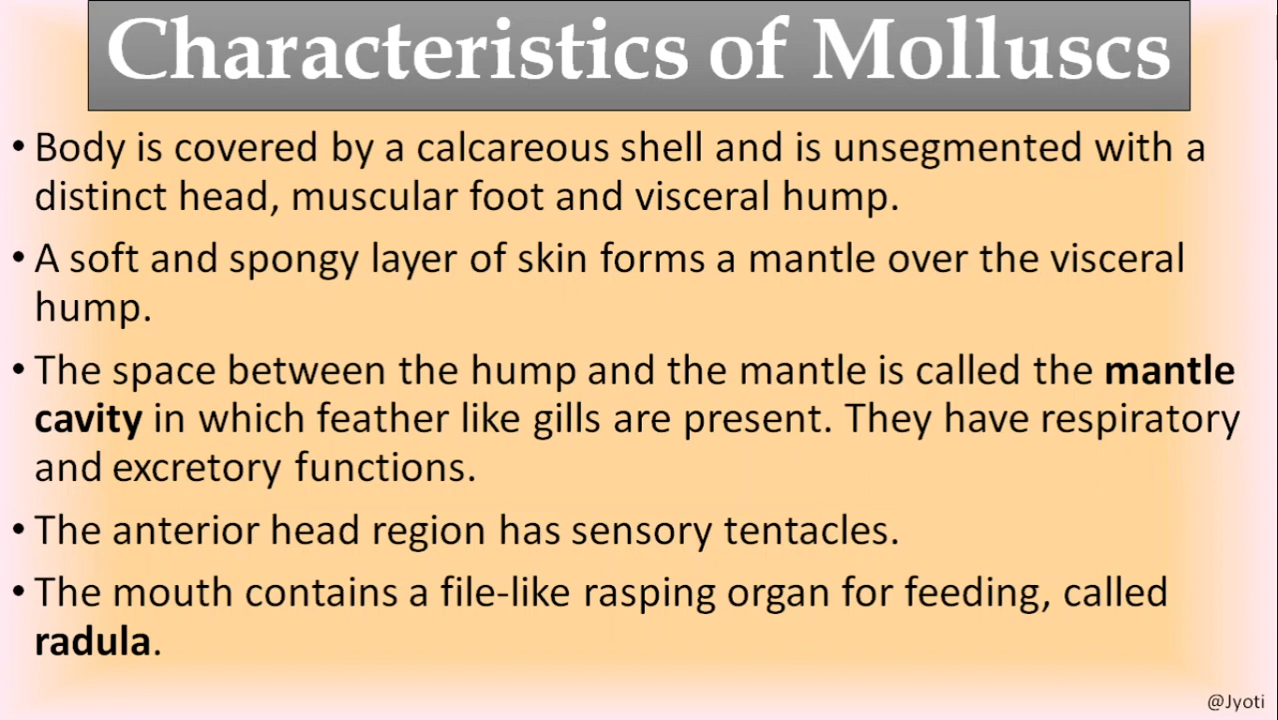 Characteristics of Molluscs
• Body is covered by a calcareous shell and is unsegmented with a
distinct head, muscular foot and visceral hump.
• A soft and spongy layer of skin forms a mantle over the visceral
hump.
• The space between the hump and the mantle is called the mantle
cavity in which feather like gills are present. They have respiratory
and excretory functions.
• The anterior head region has sensory tentacles.
• The mouth contains a file-like rasping organ for feeding, called
radula.
@Jyoti